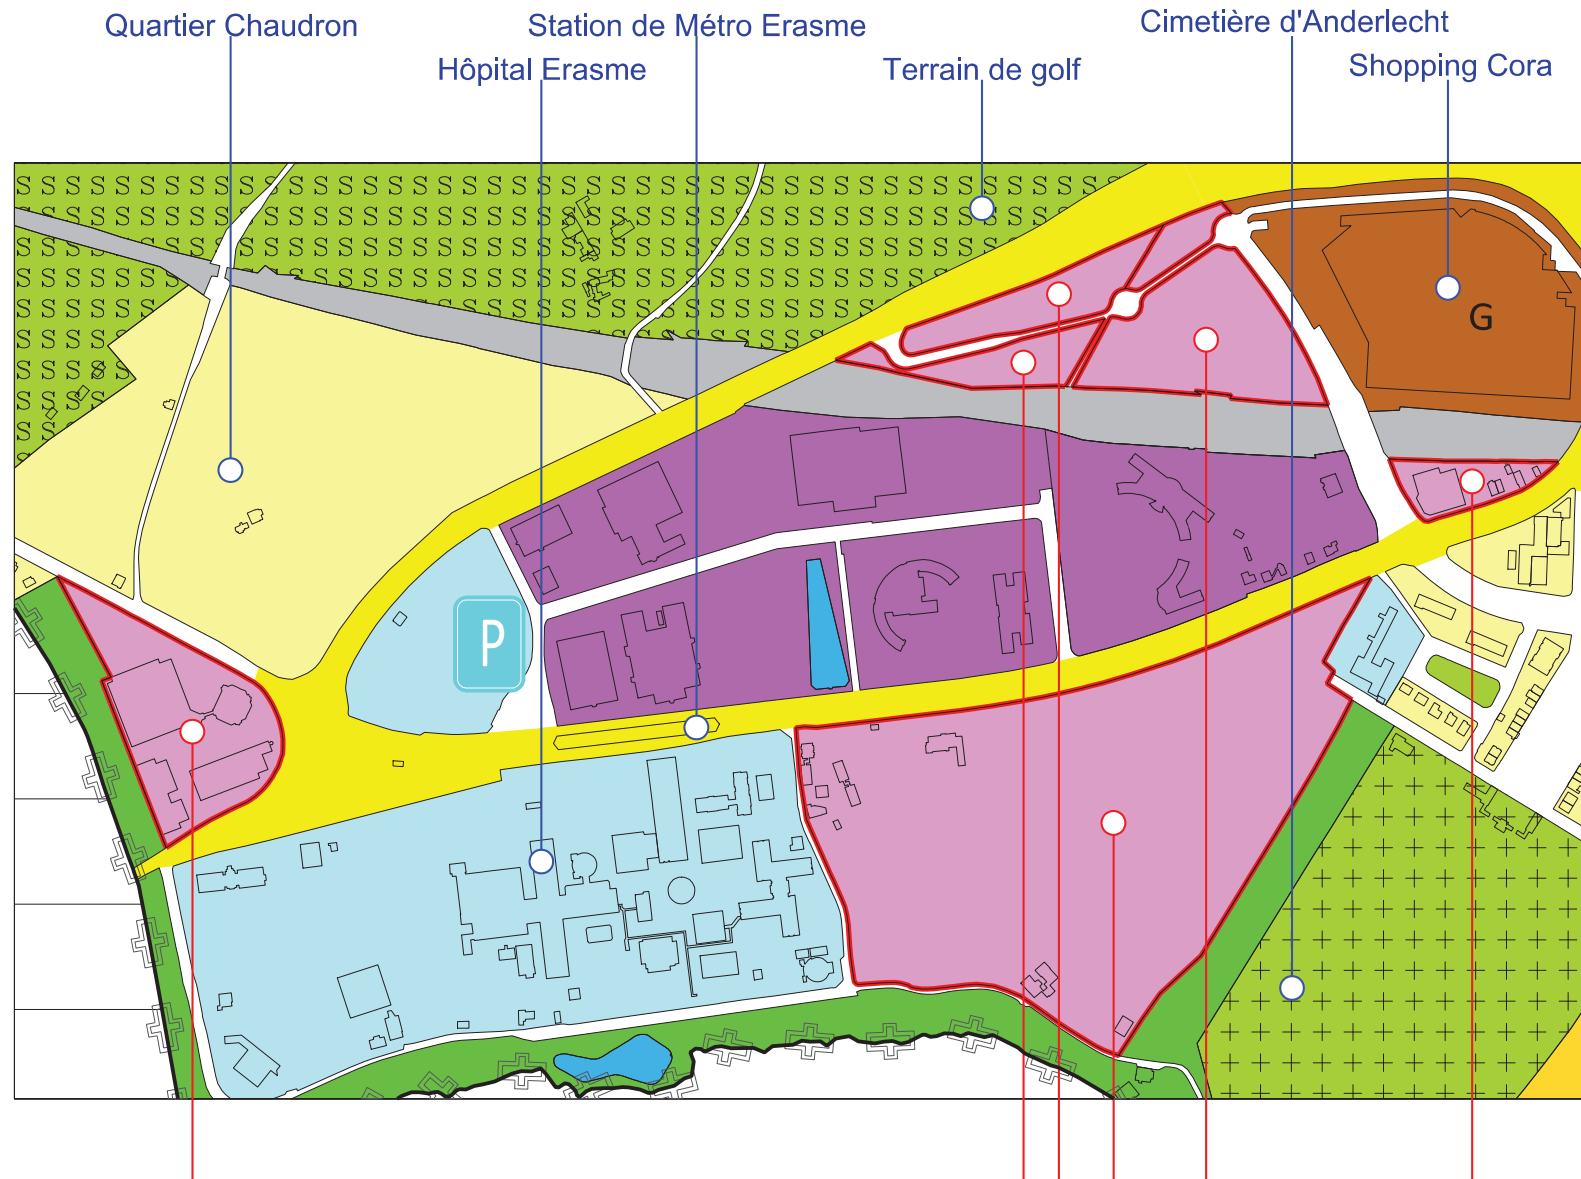 Quartier Chaudron
Station de Métro Erasme
Cimetière d'Anderlecht
Hôpital Erasme
Terrain de golf
Shopping Cora
G
P